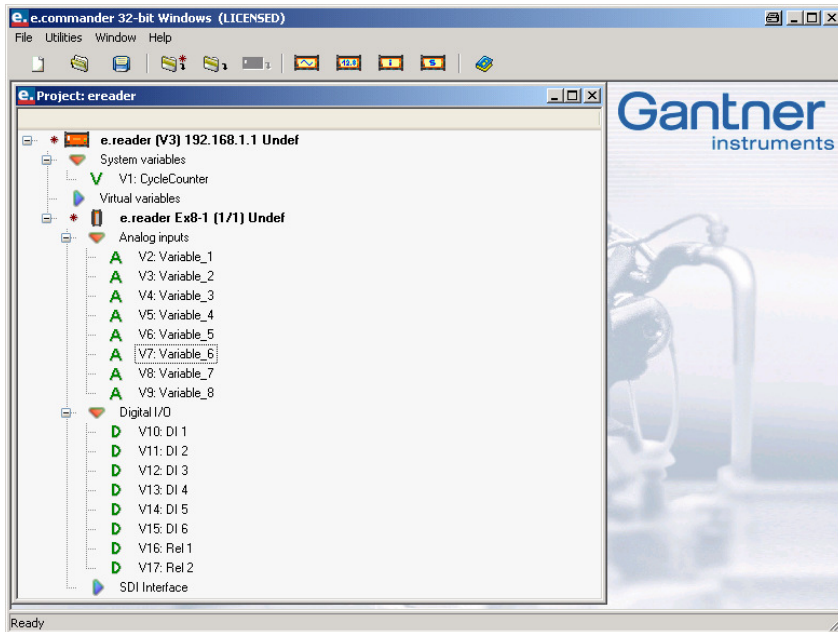 e. e.commander 32-bit Windows (LICENSED)
File Utilities Window Help
12.8 i S
e. Project: ereader
Gantner
instruments
e.reader (V3) 192.168.1.1 Undef
System variables
V V1: CycleCounter
Virtual variables
e.reader Ex8-1 (1/1) Undef
Analog inputs
A V2: Variable_1
A V3: Variable_2
A V4: Variable_3
A V5: Variable_4
A V6: Variable_5
A V7: Variable_6
A V8: Variable_7
A V9: Variable_8
Digital I/O
D V10: DI 1
D V11: DI 2
D V12: DI 3
D V13: DI 4
D V14: DI 5
D V15: DI 6
D V16: Rel 1
D V17: Rel 2
SDI Interface
Ready